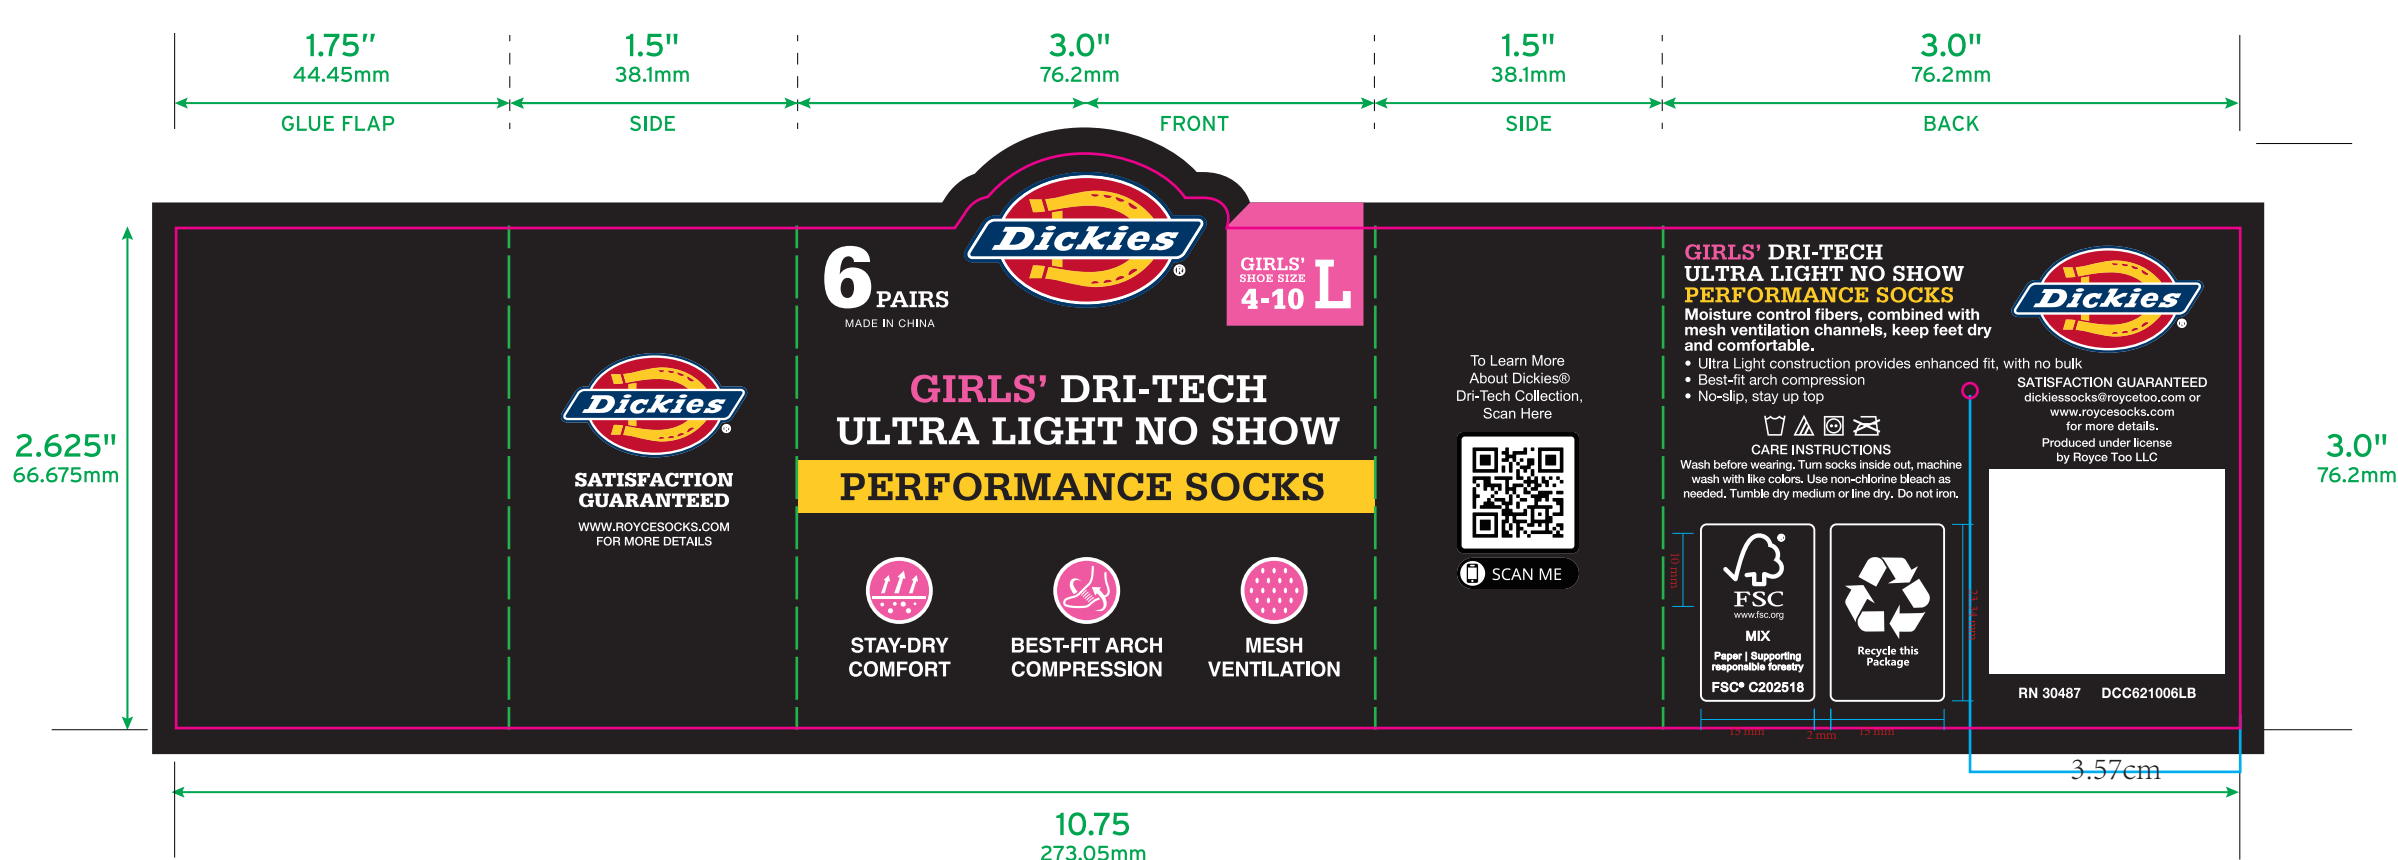 1.75"
44.45mm
GLUE FLAP
1.5"
38.1mm
SIDE
3.0"
76.2mm
FRONT
1.5"
38.1mm
SIDE
3.0"
76.2mm
BACK
2.625"
66.675mm
Dickies®
SATISFACTION
GUARANTEED
WWW.ROYCESOCKS.COM
FOR MORE DETAILS
6 PAIRS
MADE IN CHINA
Dickies®
GIRLS'
SHOE SIZE
4-10
L
GIRLS' DRI-TECH
ULTRA LIGHT NO SHOW
PERFORMANCE SOCKS
STAY-DRY
COMFORT
BEST-FIT ARCH
COMPRESSION
MESH
VENTILATION
To Learn More
About Dickies®
Dri-Tech Collection,
Scan Here
SCAN ME
GIRLS' DRI-TECH
ULTRA LIGHT NO SHOW
PERFORMANCE SOCKS
Moisture control fibers, combined with
mesh ventilation channels, keep feet dry
and comfortable.
• Ultra Light construction provides enhanced fit, with no bulk
• Best-fit arch compression
• No-slip, stay up top
CARE INSTRUCTIONS
Wash before wearing. Turn socks inside out, machine
wash with like colors. Use non-chlorine bleach as
needed. Tumble dry medium or line dry. Do not iron.
10 mm
FSC®
www.fsc.org
MIX
Paper | Supporting
responsible forestry
FSC® C202518
Recycle this
Package
15 mm
2 mm
15 mm
Dickies®
SATISFACTION GUARANTEED
dickiessocks@roycetoo.com or
www.roycesocks.com
for more details.
Produced under license
by Royce Too LLC
RN 30487 DCC621006LB
3.57cm
3.0"
76.2mm
10.75
273.05mm